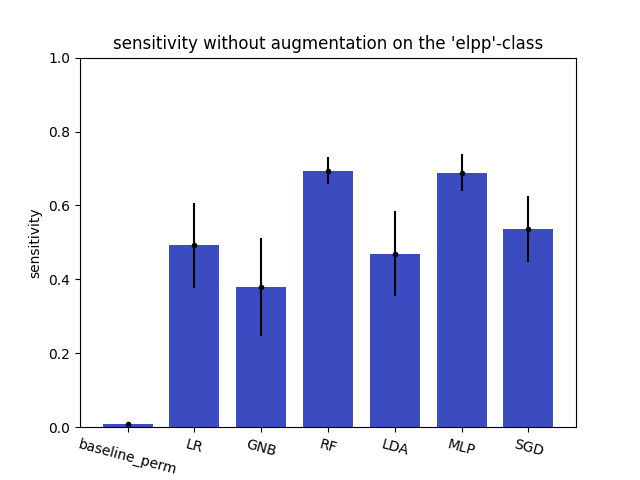 sensitivity without augmentation on the 'elpp'-class
1.0
0.8
0.6
0.4
0.2
0.0
sensitivity
baseline_perm
LR
GNB
RF
LDA
MLP
SGD